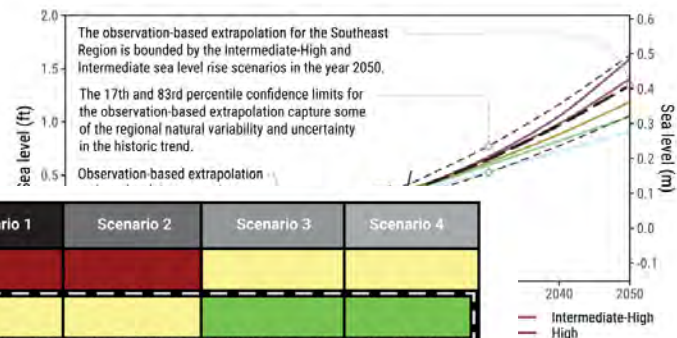 2.0
The observation-based extrapolation for the Southeast
Region is bounded by the Intermediate-High and
Intermediate sea level rise scenarios in the year 2050.
1.5
The 17th and 83rd percentile confidence limits for
the observation-based extrapolation capture some
of the regional natural variability and uncertainty
in the historic trend.
1.0
Observation-based extrapolation
0.5
Sea level (ft)
0.6
0.5
0.4
0.3
0.2
0.1
0.0
-0.1
Sea level (m)
2040
2050
Intermediate-High
High
rio 1
Scenario 2
Scenario 3
Scenario 4